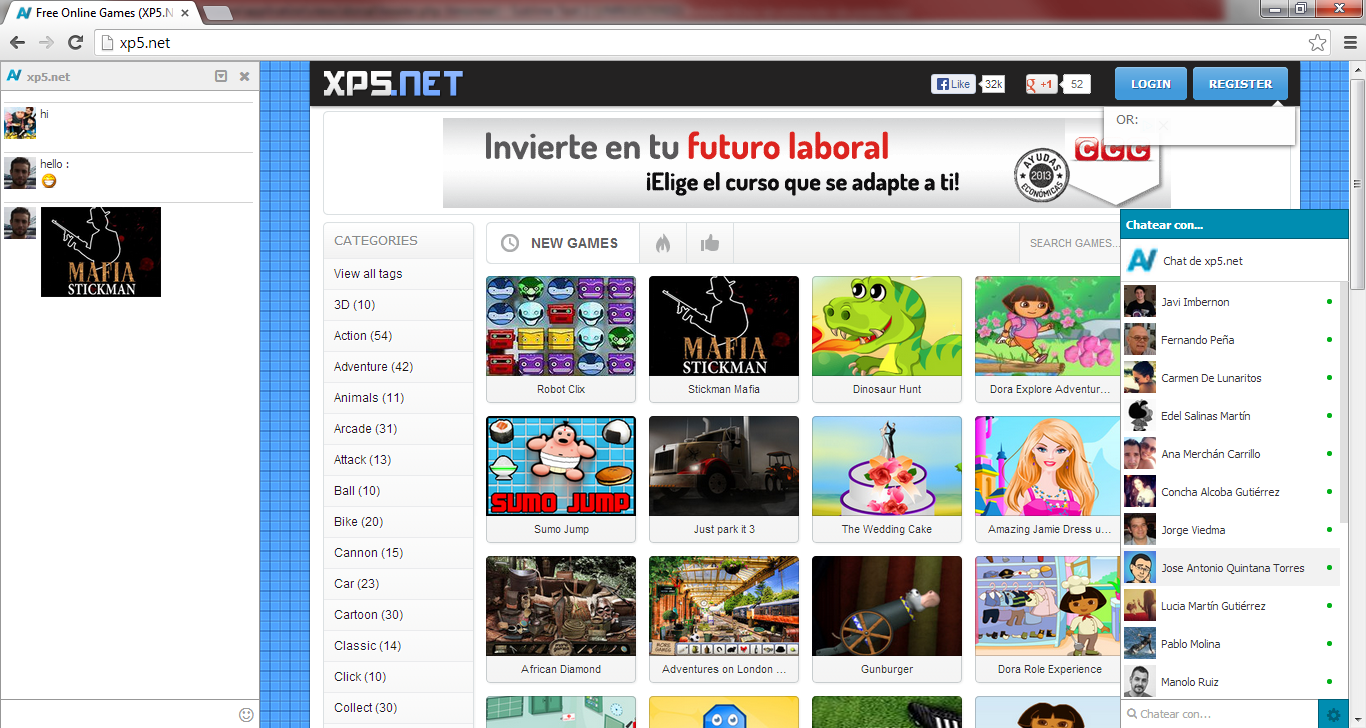 Free Online Games (XP5.N
xp5.net
xp5.net
hi
hello :
MAFIA
STICKMAN
XP5.NET
Like
32k
+1
52
LOGIN
REGISTER
OR:
Invierte en tu futuro laboral
¡Elige el curso que se adapte a ti!
AYUDAS
2013
ECONÓMICAS
CCC
CATEGORIES
View all tags
3D (10)
Action (54)
Adventure (42)
Animals (11)
Arcade (31)
Attack (13)
Ball (10)
Bike (20)
Cannon (15)
Car (23)
Cartoon (30)
Classic (14)
Click (10)
Collect (30)
NEW GAMES
SEARCH GAMES...
Robot Clix
MAFIA
STICKMAN
Stickman Mafia
Dinosaur Hunt
Dora Explore Adventur...
SUMO JUMP
Sumo Jump
Just park it 3
The Wedding Cake
Amazing Jamie Dress u...
African Diamond
MORE
GAMES
Adventures on London ...
Gunburger
Dora Role Experience
Chatear con...
Chat de xp5.net
Javi Imbernon
Fernando Peña
Carmen De Lunaritos
Edel Salinas Martín
Ana Merchán Carrillo
Concha Alcoba Gutiérrez
Jorge Viedma
Jose Antonio Quintana Torres
Lucia Martín Gutiérrez
Pablo Molina
Manolo Ruiz
Chatear con...